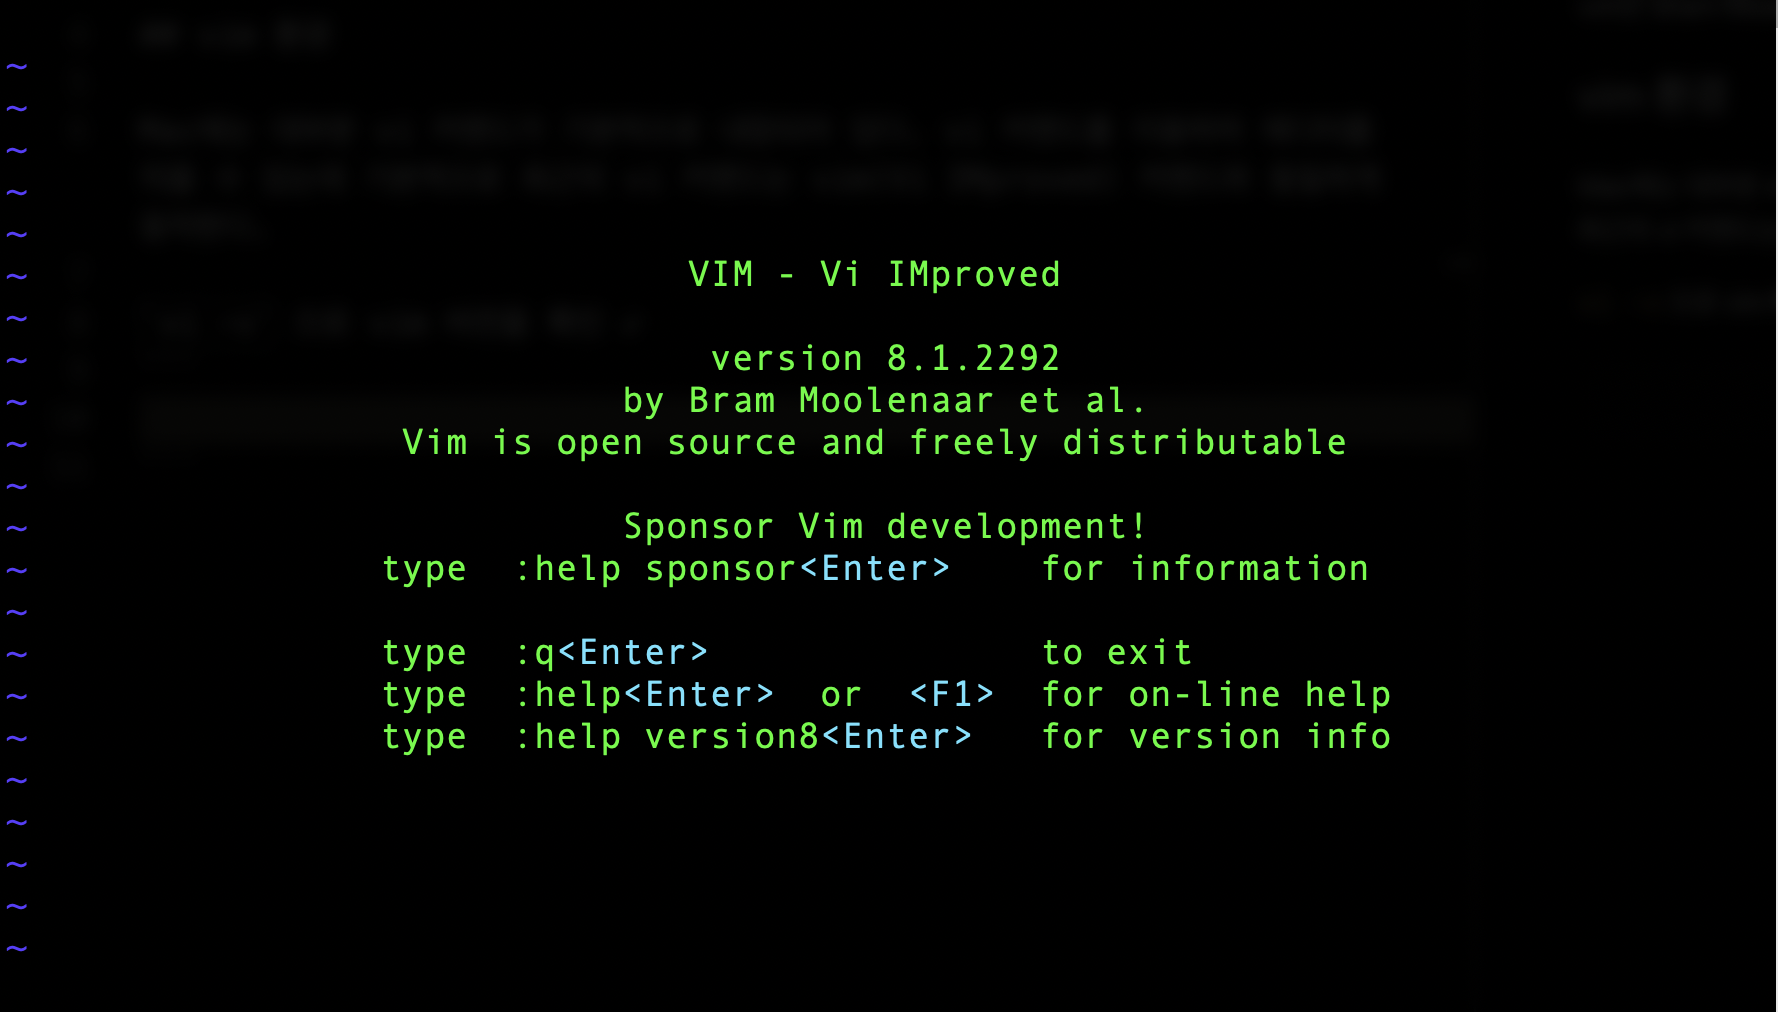 VIM - Vi IMproved
version 8.1.2292
by Bram Moolenaar et al.
Vim is open source and freely distributable
Sponsor Vim development!
type  :help sponsor<Enter>    for information
type  :q<Enter>               to exit
type  :help<Enter>  or  <F1>  for on-line help
type  :help version8<Enter>   for version info